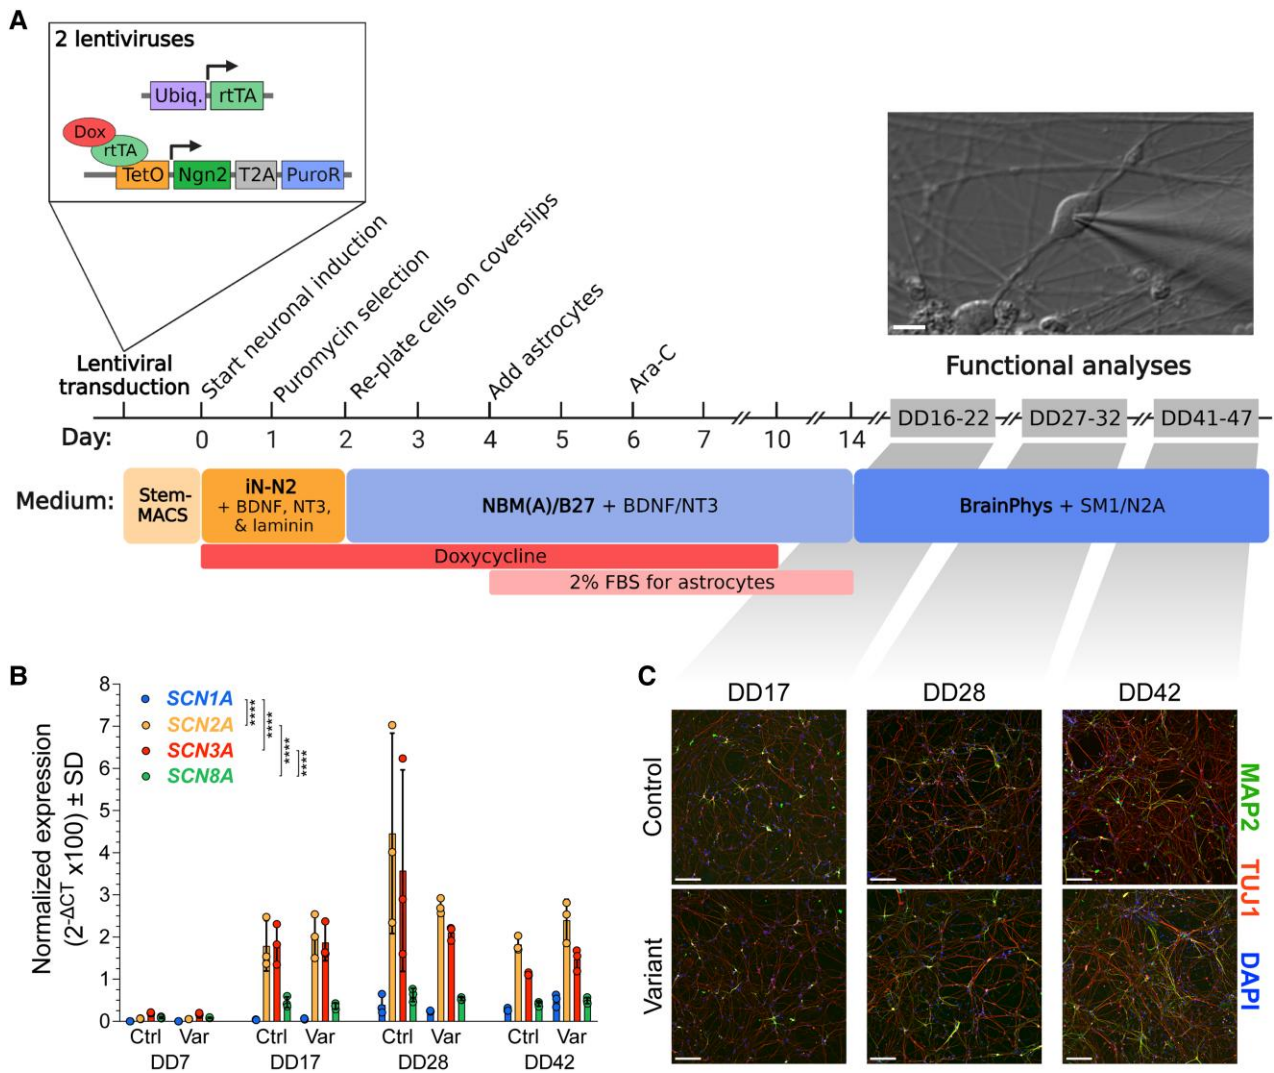 A
2 lentiviruses
Ubiq. rtTA
Dox
rtTA
TetO Ngn2 T2A PuroR
Lentiviral
transduction
Start neuronal induction
Puromycin selection
Re-plate cells on coverslips
Add astrocytes
Ara-C
Functional analyses
Day: 0 1 2 3 4 5 6 7 10 14 DD16-22 DD27-32 DD41-47
Medium:
Stem-
MACS
iN-N2
+ BDNF, NT3,
& laminin
NBM(A)/B27 + BDNF/NT3
BrainPhys + SM1/N2A
Doxycycline
2% FBS for astrocytes
B
Normalized expression
(2-ΔCT x100) ± SD
8
7
6
5
4
3
2
1
0
SCN1A
SCN2A
SCN3A
SCN8A
****
****
****
****
Ctrl Var Ctrl Var Ctrl Var Ctrl Var
DD7 DD17 DD28 DD42
C
DD17 DD28 DD42
Control
Variant
MAP2 TUJ1 DAPI